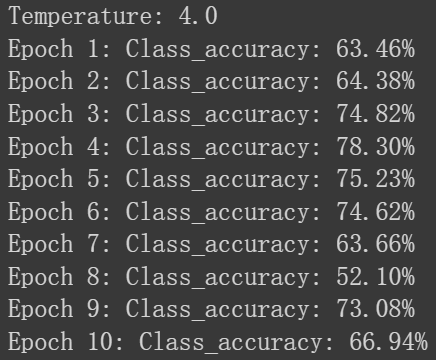 Temperature: 4.0
Epoch 1: Class_accuracy: 63.46%
Epoch 2: Class_accuracy: 64.38%
Epoch 3: Class_accuracy: 74.82%
Epoch 4: Class_accuracy: 78.30%
Epoch 5: Class_accuracy: 75.23%
Epoch 6: Class_accuracy: 74.62%
Epoch 7: Class_accuracy: 63.66%
Epoch 8: Class_accuracy: 52.10%
Epoch 9: Class_accuracy: 73.08%
Epoch 10: Class_accuracy: 66.94%